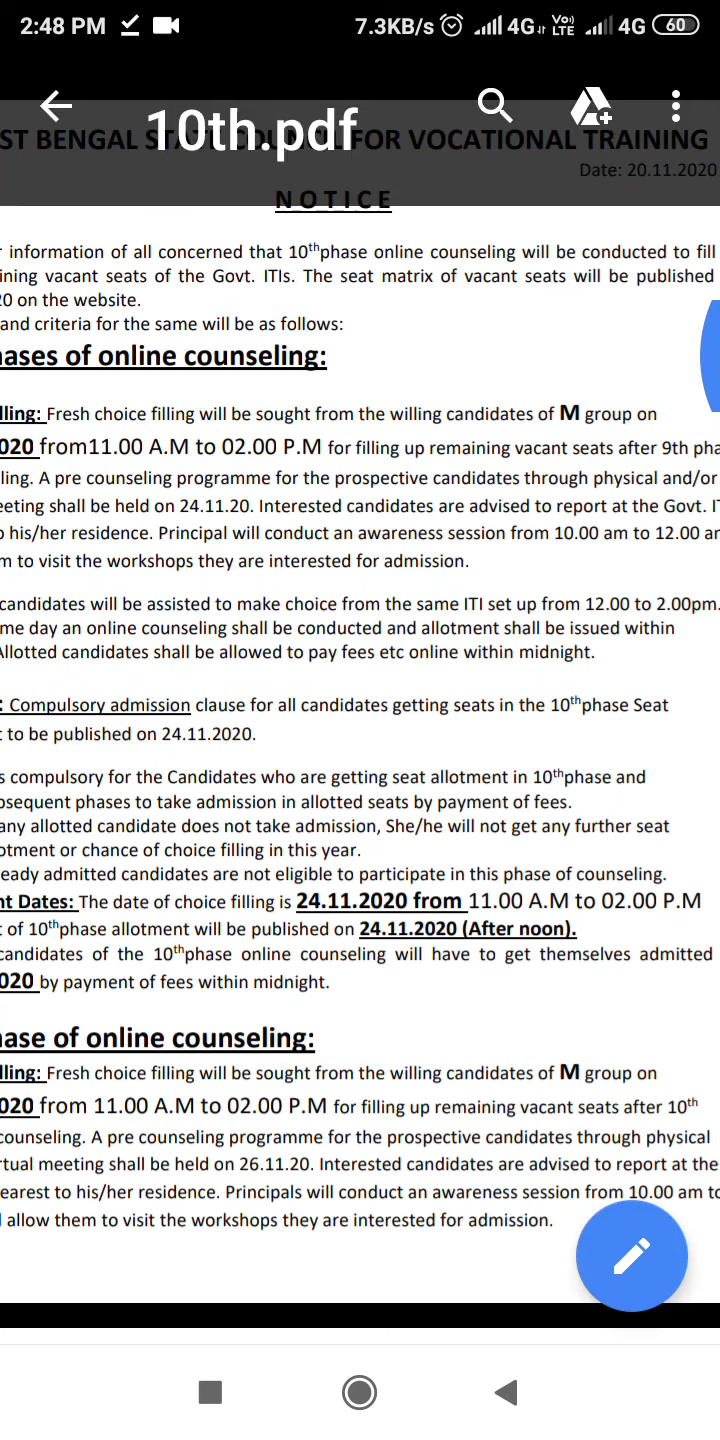 2:48 PM 7.3KB/s 4G Vo) LTE 4G 60
10th.pdf
ST BENGAL STATE COUNCIL FOR VOCATIONAL TRAINING
Date: 20.11.2020
NOTICE
r information of all concerned that 10thphase online counseling will be conducted to fill
ining vacant seats of the Govt. ITIs. The seat matrix of vacant seats will be published
20 on the website.
and criteria for the same will be as follows:
hases of online counseling:
lling: Fresh choice filling will be sought from the willing candidates of M group on
020 from11.00 A.M to 02.00 P.M for filling up remaining vacant seats after 9th pha
ling. A pre counseling programme for the prospective candidates through physical and/or
eeting shall be held on 24.11.20. Interested candidates are advised to report at the Govt. IT
o his/her residence. Principal will conduct an awareness session from 10.00 am to 12.00 an
m to visit the workshops they are interested for admission.
candidates will be assisted to make choice from the same ITI set up from 12.00 to 2.00pm.
me day an online counseling shall be conducted and allotment shall be issued within
Allotted candidates shall be allowed to pay fees etc online within midnight.
: Compulsory admission clause for all candidates getting seats in the 10thphase Seat
t to be published on 24.11.2020.
s compulsory for the Candidates who are getting seat allotment in 10thphase and
bsequent phases to take admission in allotted seats by payment of fees.
any allotted candidate does not take admission, She/he will not get any further seat
otment or chance of choice filling in this year.
eady admitted candidates are not eligible to participate in this phase of counseling.
nt Dates: The date of choice filling is 24.11.2020 from 11.00 A.M to 02.00 P.M
t of 10thphase allotment will be published on 24.11.2020 (After noon).
candidates of the 10thphase online counseling will have to get themselves admitted
020 by payment of fees within midnight.
hase of online counseling:
lling: Fresh choice filling will be sought from the willing candidates of M group on
020 from 11.00 A.M to 02.00 P.M for filling up remaining vacant seats after 10th
counseling. A pre counseling programme for the prospective candidates through physical
rtual meeting shall be held on 26.11.20. Interested candidates are advised to report at the
earest to his/her residence. Principals will conduct an awareness session from 10.00 am to
l allow them to visit the workshops they are interested for admission.